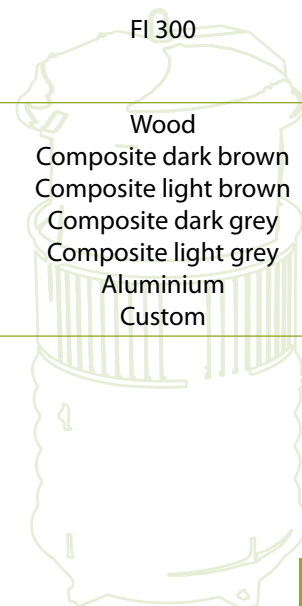 FI 300
Wood
Composite dark brown
Composite light brown
Composite dark grey
Composite light grey
Aluminium
Custom